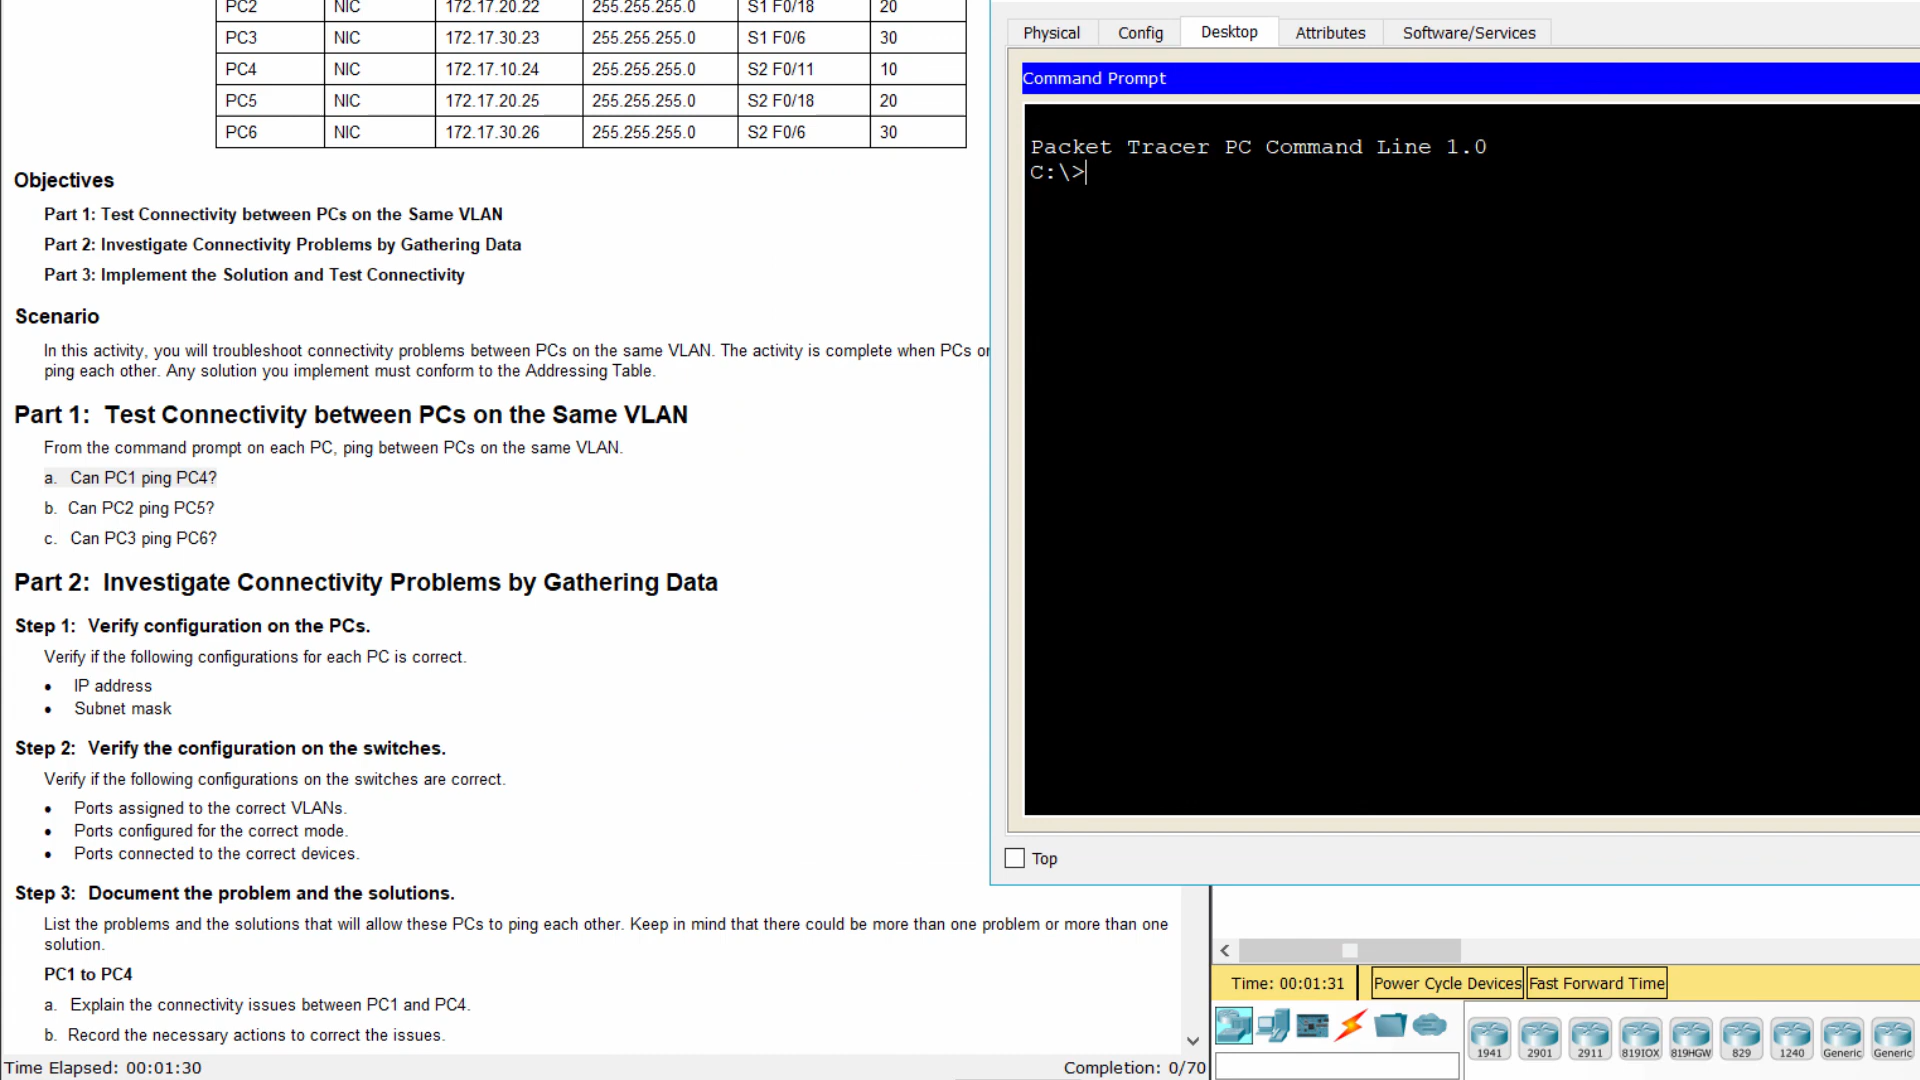 PC2 NIC 172.17.20.22 255.255.255.0 S1 F0/18 20
PC3 NIC 172.17.30.23 255.255.255.0 S1 F0/6 30
PC4 NIC 172.17.10.24 255.255.255.0 S2 F0/11 10
PC5 NIC 172.17.20.25 255.255.255.0 S2 F0/18 20
PC6 NIC 172.17.30.26 255.255.255.0 S2 F0/6 30
Objectives
Part 1: Test Connectivity between PCs on the Same VLAN
Part 2: Investigate Connectivity Problems by Gathering Data
Part 3: Implement the Solution and Test Connectivity
Scenario
In this activity, you will troubleshoot connectivity problems between PCs on the same VLAN. The activity is complete when PCs
ping each other. Any solution you implement must conform to the Addressing Table.
Part 1: Test Connectivity between PCs on the Same VLAN
From the command prompt on each PC, ping between PCs on the same VLAN.
a. Can PC1 ping PC4?
b. Can PC2 ping PC5?
c. Can PC3 ping PC6?
Part 2: Investigate Connectivity Problems by Gathering Data
Step 1: Verify configuration on the PCs.
Verify if the following configurations for each PC is correct.
• IP address
• Subnet mask
Step 2: Verify the configuration on the switches.
Verify if the following configurations on the switches are correct.
• Ports assigned to the correct VLANs.
• Ports configured for the correct mode.
• Ports connected to the correct devices.
Step 3: Document the problem and the solutions.
List the problems and the solutions that will allow these PCs to ping each other. Keep in mind that there could be more than one problem or more than one
solution.
PC1 to PC4
a. Explain the connectivity issues between PC1 and PC4.
b. Record the necessary actions to correct the issues.
Time Elapsed: 00:01:30 Completion: 0/70
Physical Config Desktop Attributes Software/Services
Command Prompt
Packet Tracer PC Command Line 1.0
C:\>
Top
Time: 00:01:31 Power Cycle Devices Fast Forward Time
1941 2901 2911 819IOX 819HGW 829 1240 Generic Generic